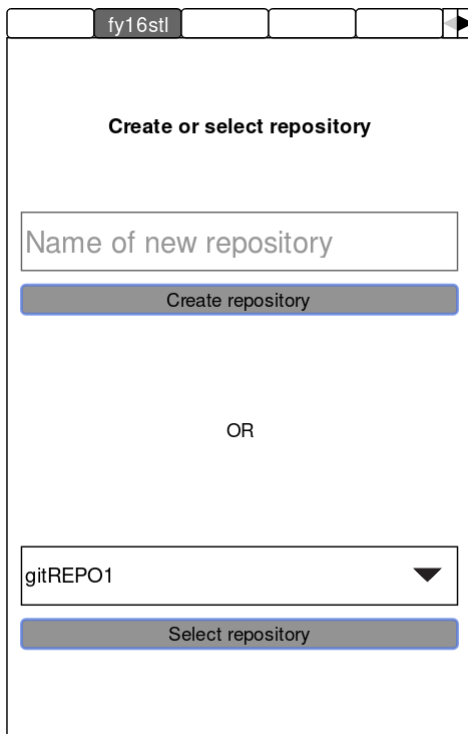 fy16stl
Create or select repository
Name of new repository
Create repository
OR
gitREPO1
Select repository